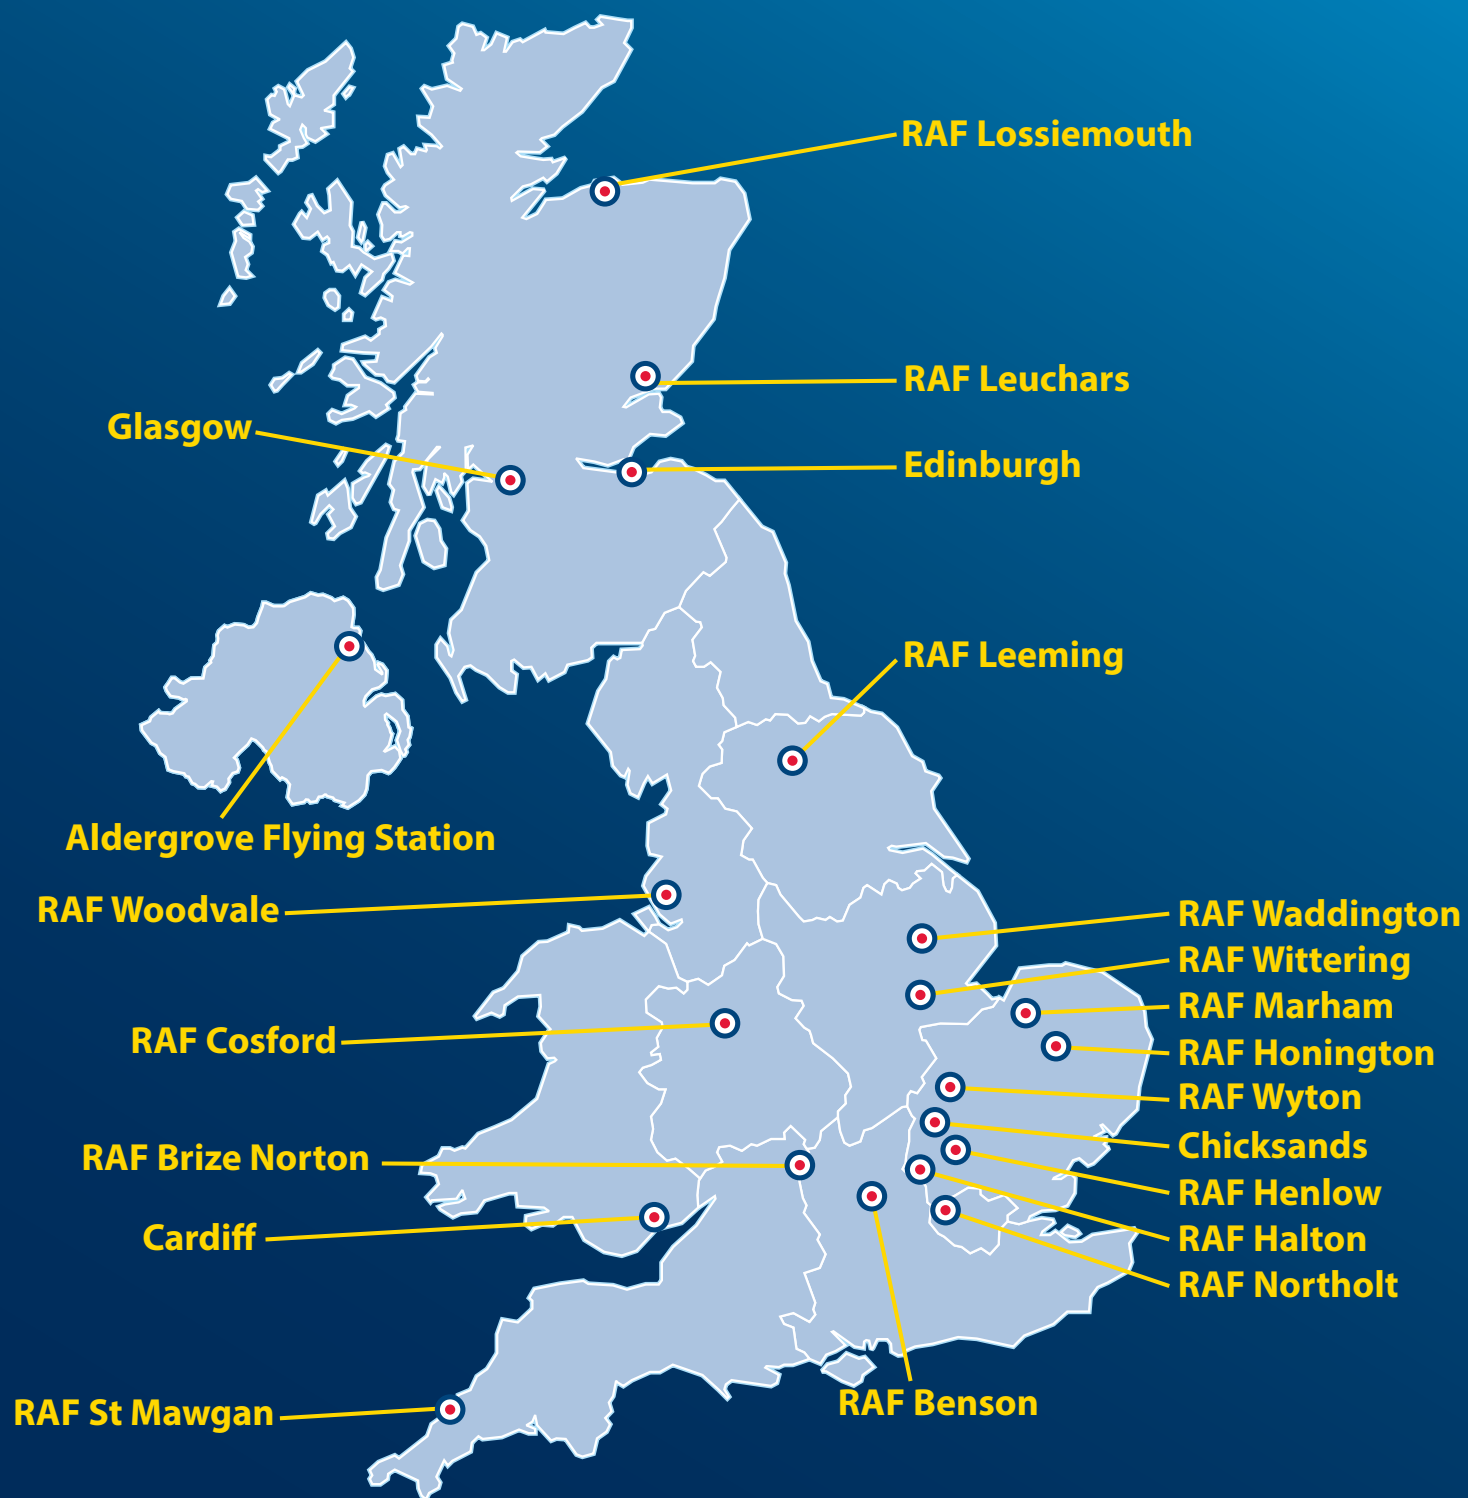 RAF Lossiemouth
RAF Leuchars
Glasgow
Edinburgh
RAF Leeming
Aldergrove Flying Station
RAF Woodvale
RAF Waddington
RAF Wittering
RAF Marham
RAF Cosford
RAF Honington
RAF Wyton
Chicksands
RAF Brize Norton
RAF Henlow
Cardiff
RAF Halton
RAF Northolt
RAF Benson
RAF St Mawgan